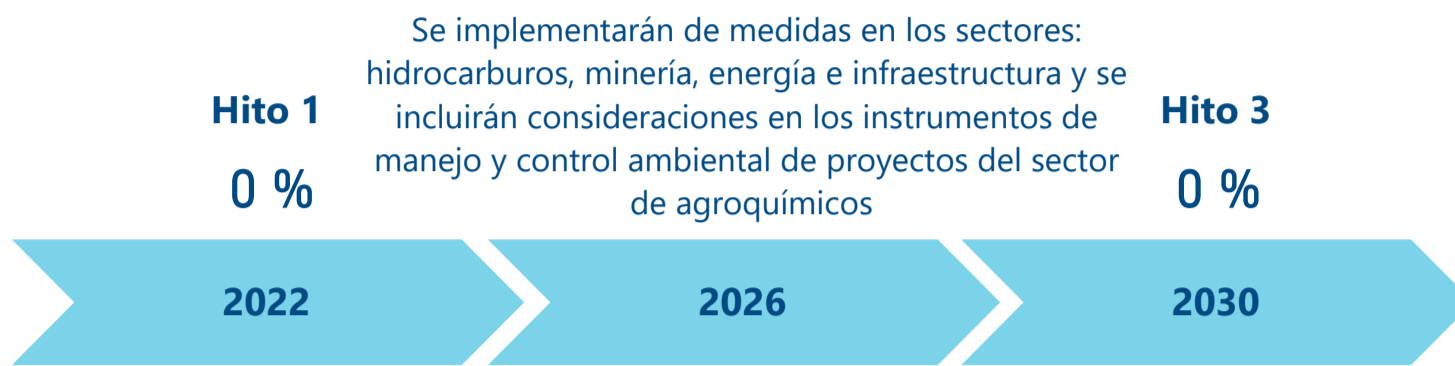 Hito 1
0 %
Se implementarán de medidas en los sectores:
hidrocarburos, minería, energía e infraestructura y se
incluirán consideraciones en los instrumentos de
manejo y control ambiental de proyectos del sector
de agroquímicos
Hito 3
0 %
2022
2026
2030